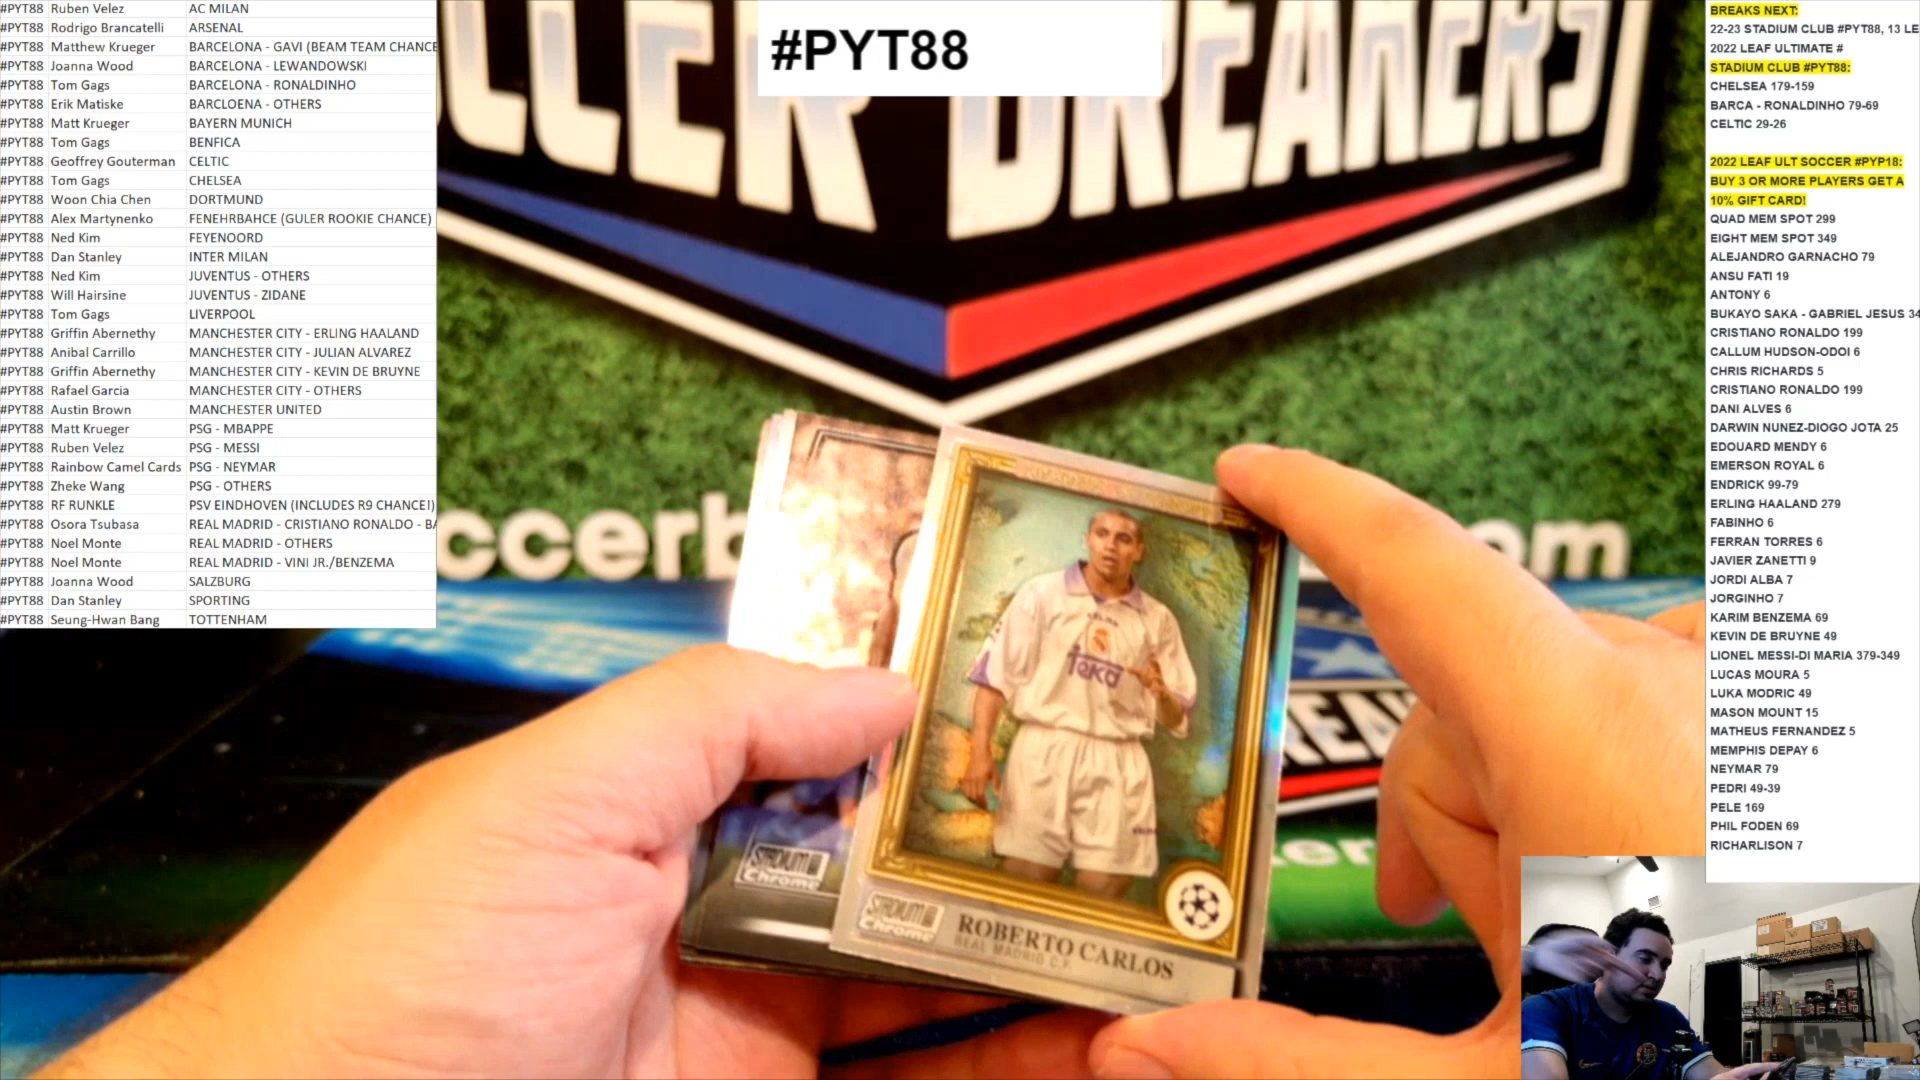 #PYT88 Ruben Velez AC MILAN
#PYT88 Rodrigo Brancatelli ARSENAL
#PYT88 Matthew Krueger BARCELONA - GAVI (BEAM TEAM CHANCE
#PYT88 Joanna Wood BARCELONA - LEWANDOWSKI
#PYT88 Tom Gags BARCELONA - RONALDINHO
#PYT88 Erik Matiske BARCLOENA - OTHERS
#PYT88 Matt Krueger BAYERN MUNICH
#PYT88 Tom Gags BENFICA
#PYT88 Geoffrey Gouterman CELTIC
#PYT88 Tom Gags CHELSEA
#PYT88 Woon Chia Chen DORTMUND
#PYT88 Alex Martynenko FENEHRBAHCE (GULER ROOKIE CHANCE)
#PYT88 Ned Kim FEYENOORD
#PYT88 Dan Stanley INTER MILAN
#PYT88 Ned Kim JUVENTUS - OTHERS
#PYT88 Will Hairsine JUVENTUS - ZIDANE
#PYT88 Tom Gags LIVERPOOL
#PYT88 Griffin Abernethy MANCHESTER CITY - ERLING HAALAND
#PYT88 Anibal Carrillo MANCHESTER CITY - JULIAN ALVAREZ
#PYT88 Griffin Abernethy MANCHESTER CITY - KEVIN DE BRUYNE
#PYT88 Rafael Garcia MANCHESTER CITY - OTHERS
#PYT88 Austin Brown MANCHESTER UNITED
#PYT88 Matt Krueger PSG - MBAPPE
#PYT88 Ruben Velez PSG - MESSI
#PYT88 Rainbow Camel Cards PSG - NEYMAR
#PYT88 Zheke Wang PSG - OTHERS
#PYT88 RF RUNKLE PSV EINDHOVEN (INCLUDES R9 CHANCE!)
#PYT88 Osora Tsubasa REAL MADRID - CRISTIANO RONALDO - BA
#PYT88 Noel Monte REAL MADRID - OTHERS
#PYT88 Noel Monte REAL MADRID - VINI JR./BENZEMA
#PYT88 Joanna Wood SALZBURG
#PYT88 Dan Stanley SPORTING
#PYT88 Seung-Hwan Bang TOTTENHAM
#PYT88
BREAKERS
ccerb
om
Teka
STADIUM
Chrome
STADIUM
Chrome
ROBERTO CARLOS
REAL MADRID C.F.
BREAKS NEXT:
22-23 STADIUM CLUB #PYT88, 13 LE
2022 LEAF ULTIMATE #
STADIUM CLUB #PYT88:
CHELSEA 179-159
BARCA - RONALDINHO 79-69
CELTIC 29-26
2022 LEAF ULT SOCCER #PYP18:
BUY 3 OR MORE PLAYERS GET A
10% GIFT CARD!
QUAD MEM SPOT 299
EIGHT MEM SPOT 349
ALEJANDRO GARNACHO 79
ANSU FATI 19
ANTONY 6
BUKAYO SAKA - GABRIEL JESUS 34
CRISTIANO RONALDO 199
CALLUM HUDSON-ODOI 6
CHRIS RICHARDS 5
CRISTIANO RONALDO 199
DANI ALVES 6
DARWIN NUNEZ-DIOGO JOTA 25
EDOUARD MENDY 6
EMERSON ROYAL 6
ENDRICK 99-79
ERLING HAALAND 279
FABINHO 6
FERRAN TORRES 6
JAVIER ZANETTI 9
JORDI ALBA 7
JORGINHO 7
KARIM BENZEMA 69
KEVIN DE BRUYNE 49
LIONEL MESSI-DI MARIA 379-349
LUCAS MOURA 5
LUKA MODRIC 49
MASON MOUNT 15
MATHEUS FERNANDEZ 5
MEMPHIS DEPAY 6
NEYMAR 79
PEDRI 49-39
PELE 169
PHIL FODEN 69
RICHARLISON 7